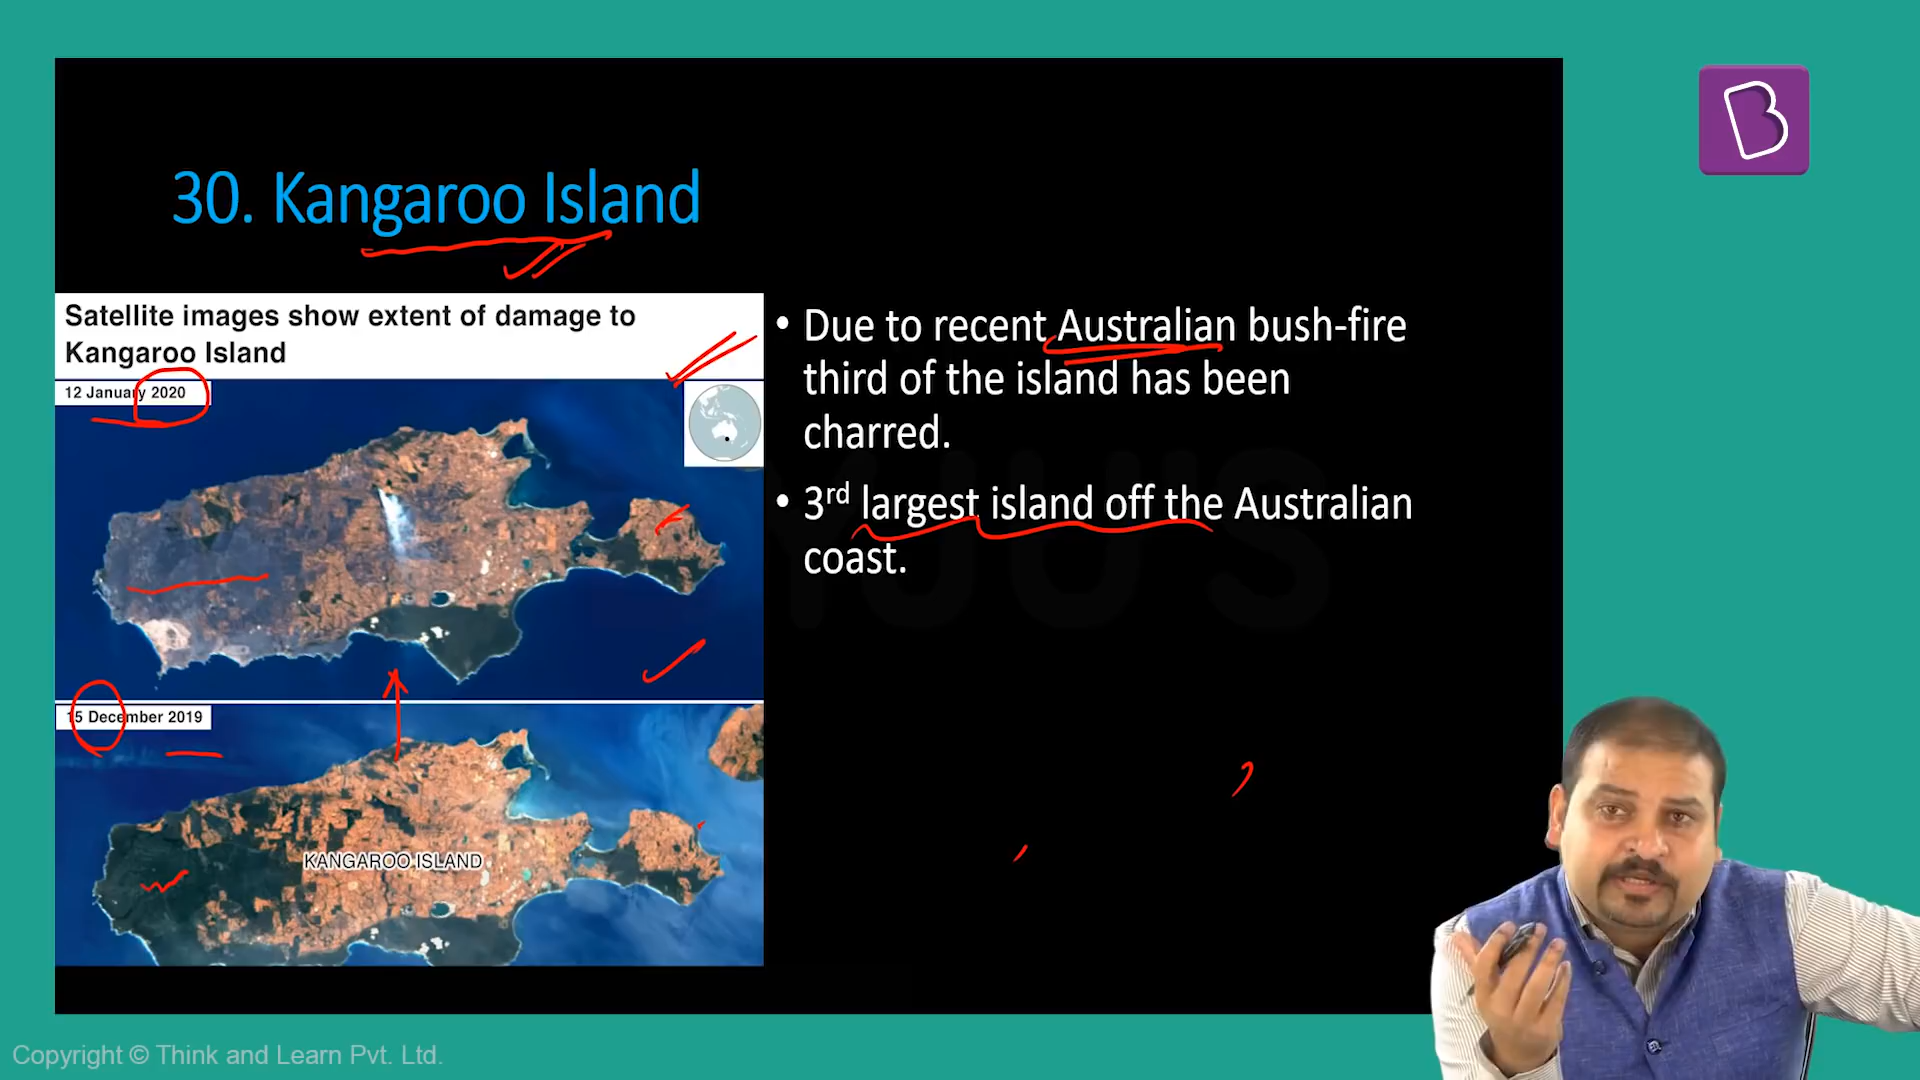 30. Kangaroo Island
Satellite images show extent of damage to
Kangaroo Island
12 January 2020
15 December 2019
KANGAROO ISLAND
• Due to recent Australian bush-fire
third of the island has been
charred.
• 3rd largest island off the Australian
coast.
BYJU'S
B
Copyright © Think and Learn Pvt. Ltd.